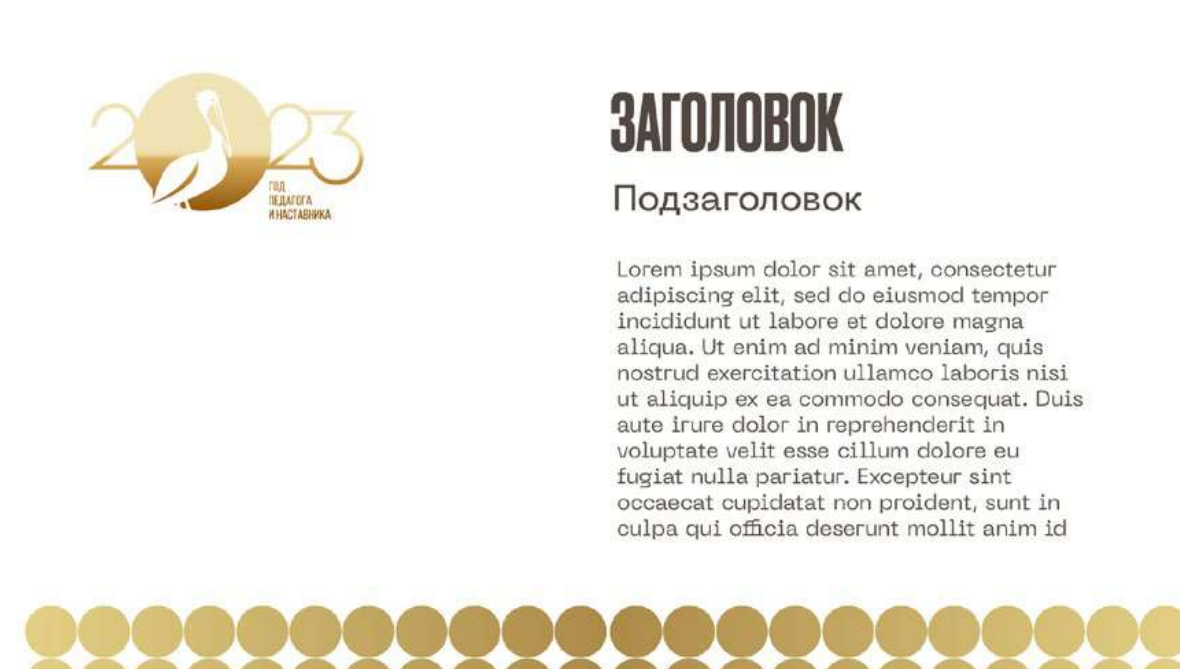 2023
ГОД
ПЕДАГОГА
И НАСТАВНИКА
ЗАГОЛОВОК
Подзаголовок
Lorem ipsum dolor sit amet, consectetur
adipiscing elit, sed do eiusmod tempor
incididunt ut labore et dolore magna
aliqua. Ut enim ad minim veniam, quis
nostrud exercitation ullamco laboris nisi
ut aliquip ex ea commodo consequat. Duis
aute irure dolor in reprehenderit in
voluptate velit esse cillum dolore eu
fugiat nulla pariatur. Excepteur sint
occaecat cupidatat non proident, sunt in
culpa qui officia deserunt mollit anim id